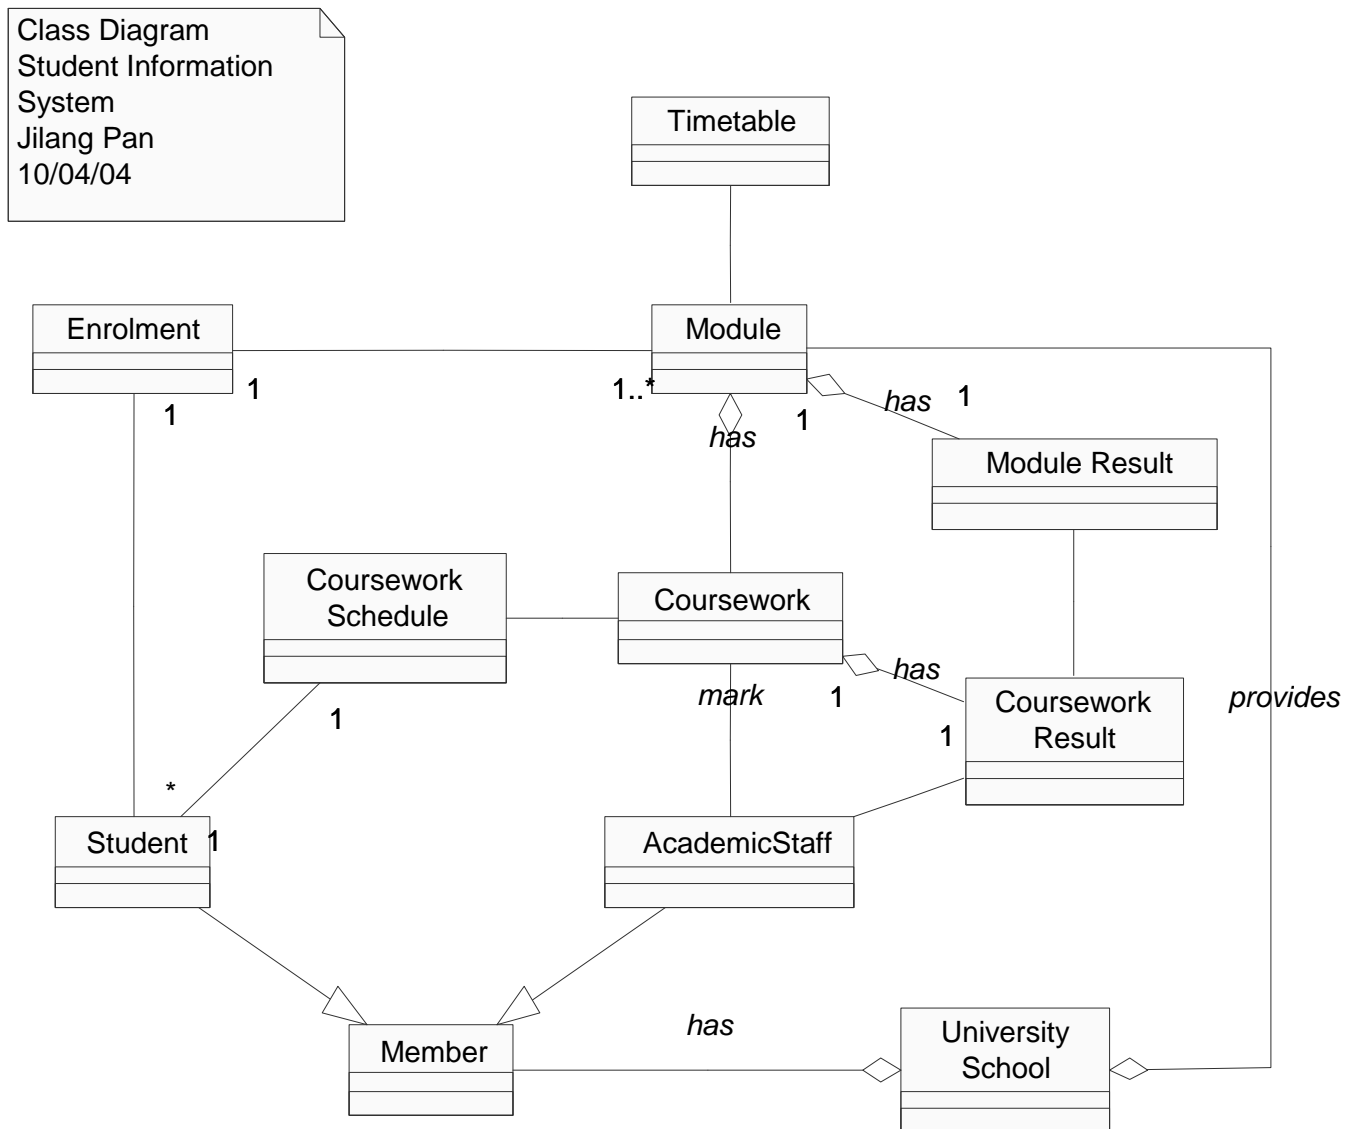 Class Diagram
Student Information
System
Jilang Pan
10/04/04
Timetable
Enrolment
Module
1
1
1..*
1
has
1
has
Module Result
Coursework
Schedule
Coursework
has
mark
1
1
Coursework
Result
provides
1
*
Student
1
AcademicStaff
has
University
School
Member